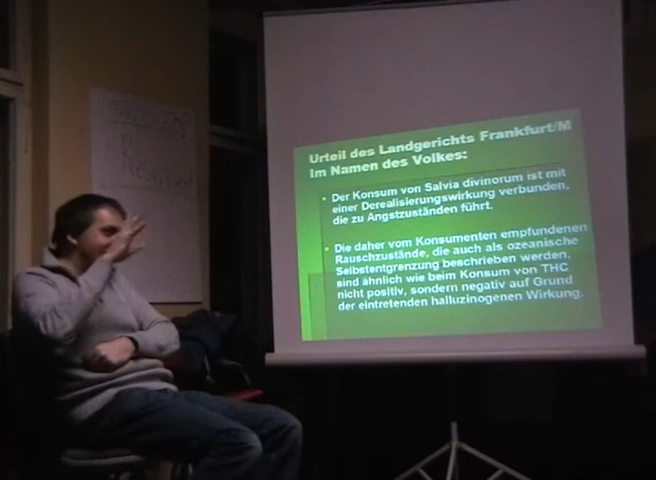 Urteil des Landgerichts Frankfurt/M
Im Namen des Volkes:
Der Konsum von Salvia divinorum ist mit
einer Derealisierungswirkung verbunden,
die zu Angstzuständen führt.
Die daher vom Konsumenten empfundenen
Rauschzustände, die auch als ozeanische
Selbstentgrenzung beschrieben werden,
sind ähnlich wie beim Konsum von THC
nicht positiv, sondern negativ auf Grund
der eintretenden halluzinogenen Wirkung.